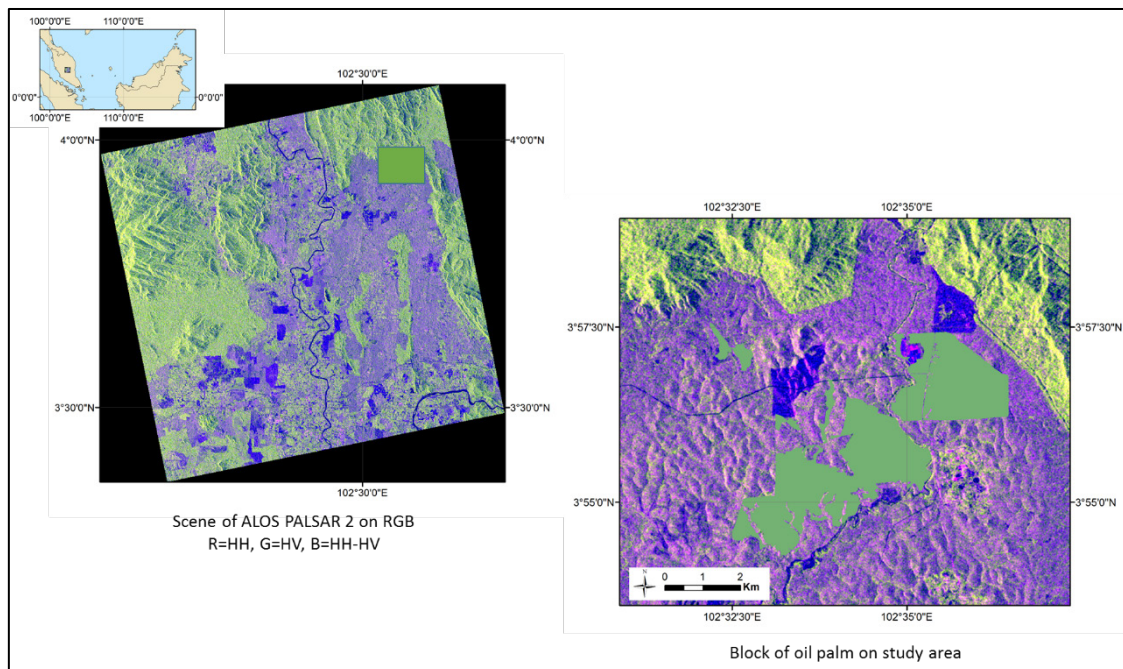 100°0'0"E 110°0'0"E
0°0'0" 0°0'0"
100°0'0"E 110°0'0"E
102°30'0"E
4°0'0"N 4°0'0"N
3°30'0"N 3°30'0"N
102°30'0"E
Scene of ALOS PALSAR 2 on RGB
R=HH, G=HV, B=HH-HV
102°32'30"E 102°35'0"E
3°57'30"N 3°57'30"N
3°55'0"N 3°55'0"N
N
0 1 2
Km
102°32'30"E 102°35'0"E
Block of oil palm on study area